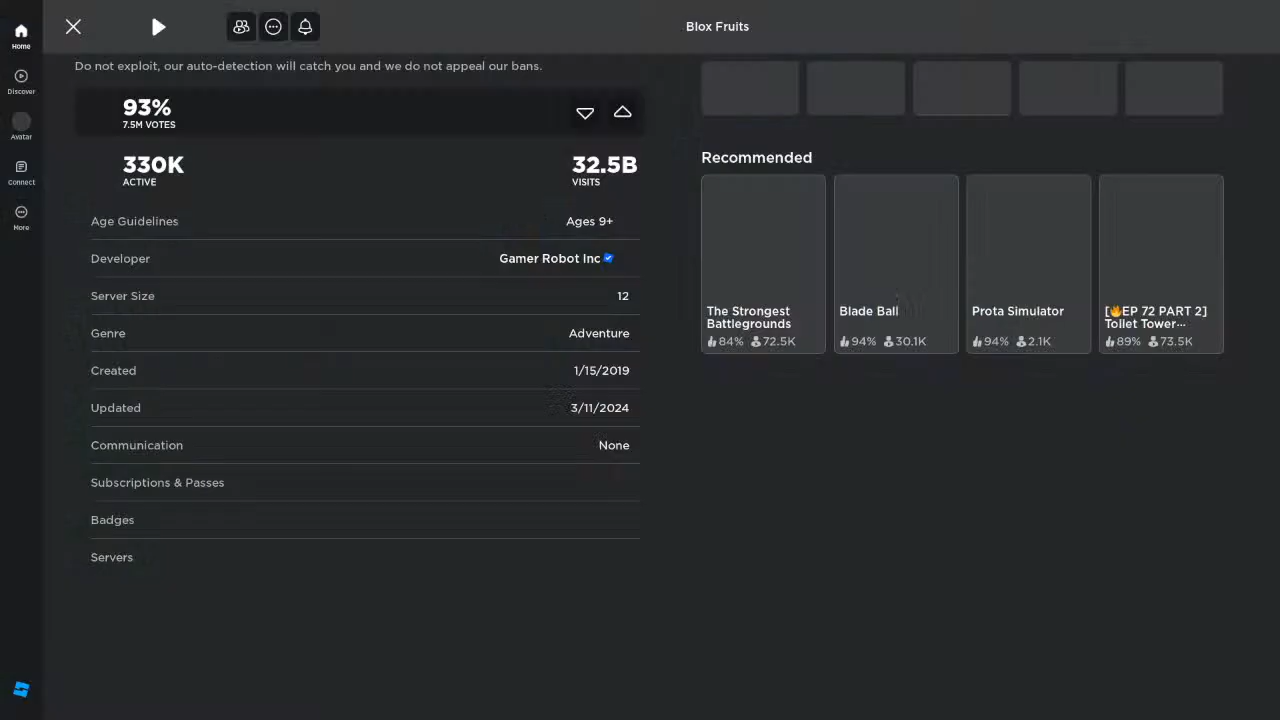 Blox Fruits
Home
Discover
Avatar
Connect
More
Do not exploit, our auto-detection will catch you and we do not appeal our bans.
93%
7.5M VOTES
330K
ACTIVE
32.5B
VISITS
Age Guidelines Ages 9+
Developer Gamer Robot Inc
Server Size 12
Genre Adventure
Created 1/15/2019
Updated 3/11/2024
Communication None
Subscriptions & Passes
Badges
Servers
Recommended
The Strongest
Battlegrounds
84% 72.5K
Blade Ball
94% 30.1K
Prota Simulator
94% 2.1K
[🔥EP 72 PART 2]
Toilet Tower...
89% 73.5K